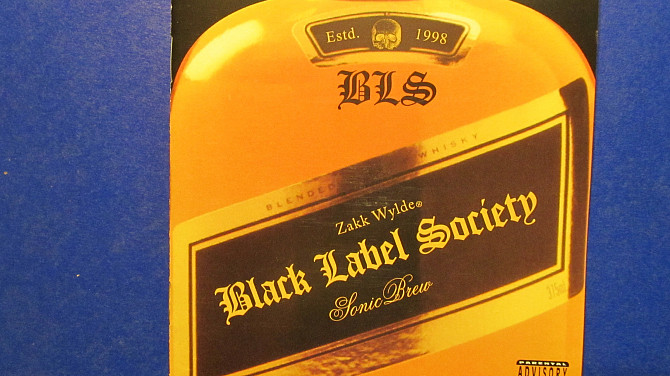 Estd. 1998
BLS
BLENDED WHISKY
Zakk Wylde®
Black Label Society
Sonic Brew
PARENTAL
ADVISORY